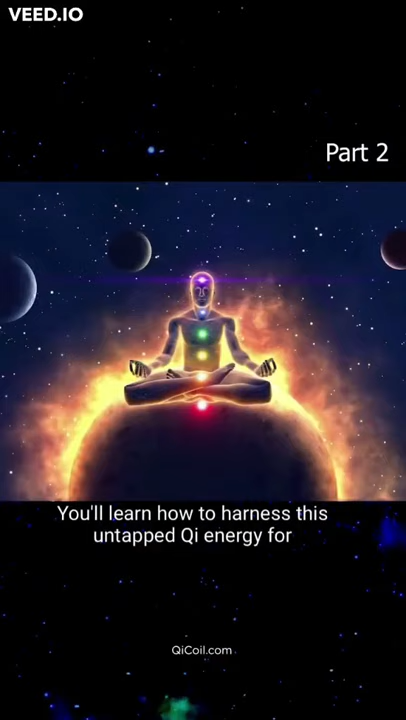 VEED.IO
Part 2
You'll learn how to harness this
untapped Qi energy for
QiCoil.com